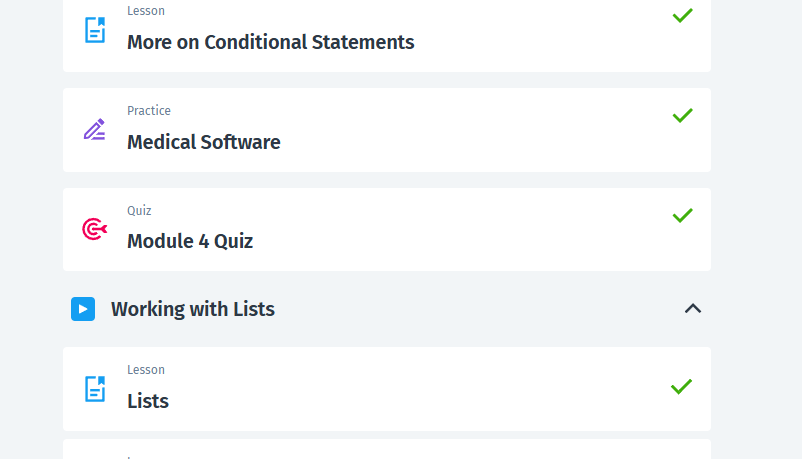 Lesson
More on Conditional Statements
Practice
Medical Software
Quiz
Module 4 Quiz
Working with Lists
Lesson
Lists